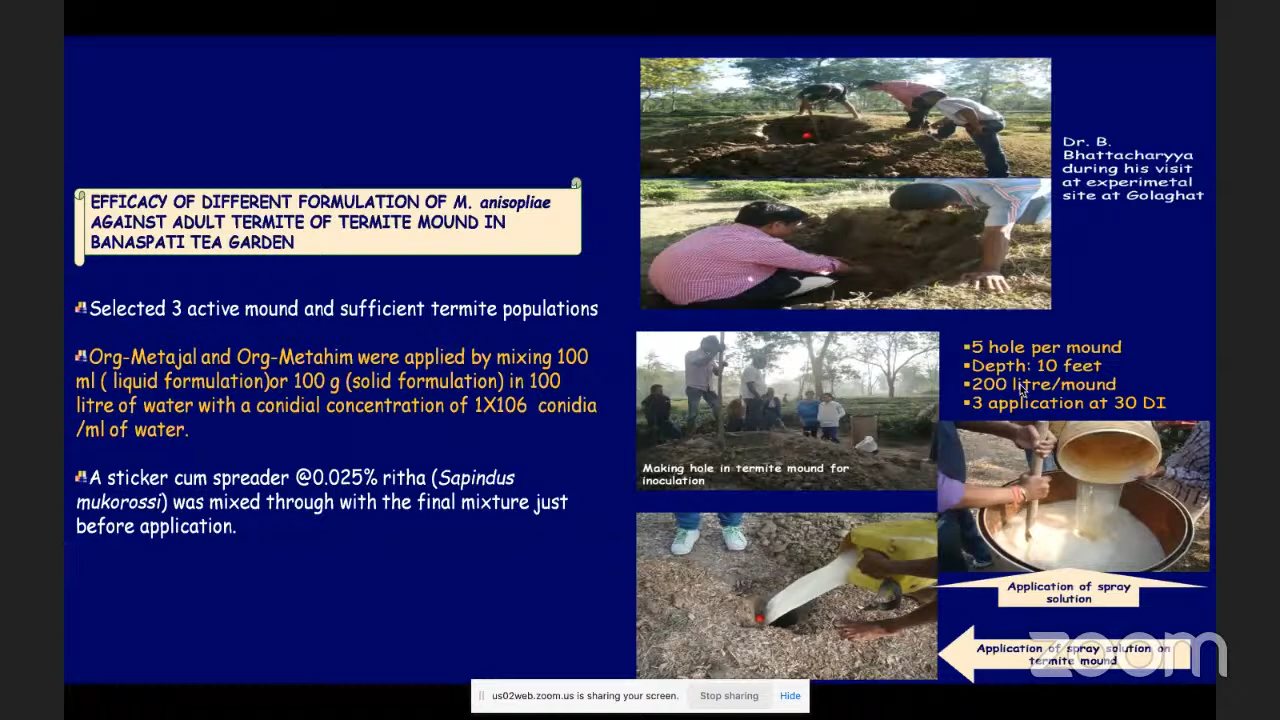 EFFICACY OF DIFFERENT FORMULATION OF M. anisopliae
AGAINST ADULT TERMITE OF TERMITE MOUND IN
BANASPATI TEA GARDEN
Selected 3 active mound and sufficient termite populations
Org-Metajal and Org-Metahim were applied by mixing 100
ml ( liquid formulation)or 100 g (solid formulation) in 100
litre of water with a conidial concentration of 1X106 conidia
/ml of water.
A sticker cum spreader @0.025% ritha (Sapindus
mukorossi) was mixed through with the final mixture just
before application.
Dr. B.
Bhattacharyya
during his visit
at experimetal
site at Golaghat
Making hole in termite mound for
inoculation
5 hole per mound
Depth: 10 feet
200 litre/mound
3 application at 30 DI
Application of spray
solution
Application of spray solution on
termite mound
zoom
us02web.zoom.us is sharing your screen.
Stop sharing
Hide